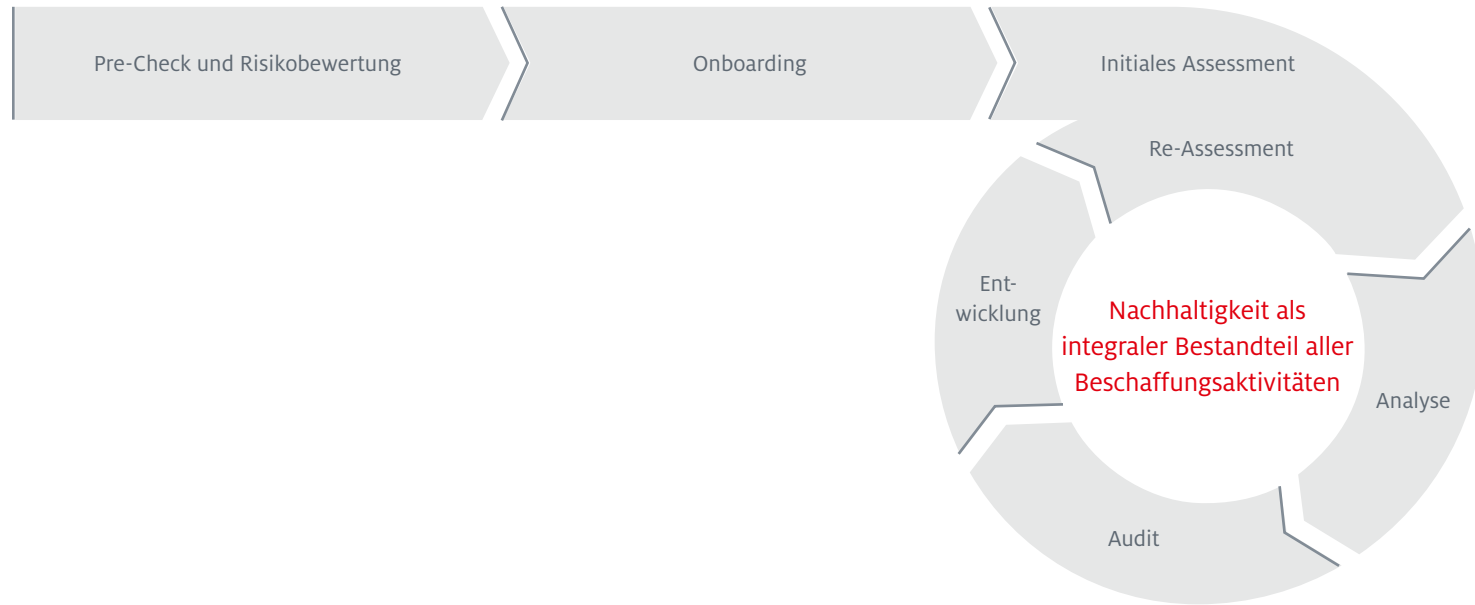 Pre-Check und Risikobewertung
Onboarding
Initiales Assessment
Re-Assessment
Ent-
wicklung
Nachhaltigkeit als
integraler Bestandteil aller
Beschaffungsaktivitäten
Analyse
Audit